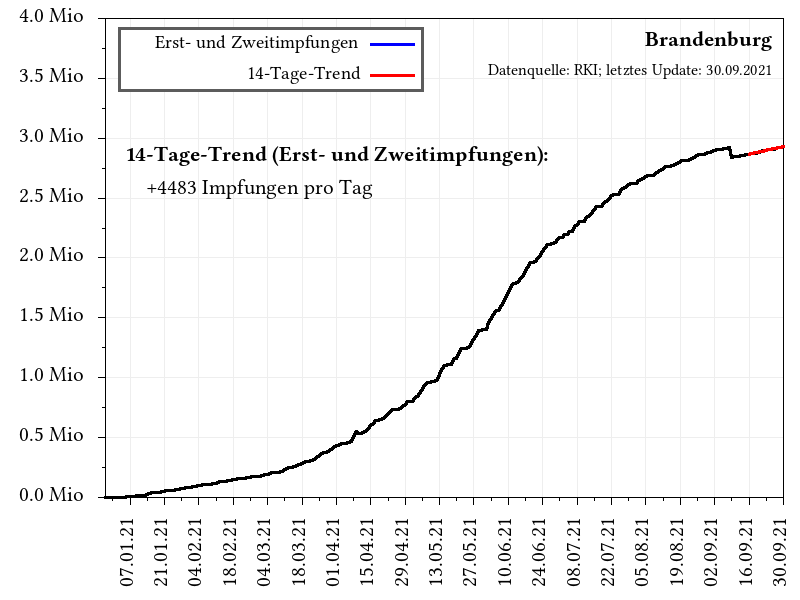 4.0 Mio
3.5 Mio
3.0 Mio
2.5 Mio
2.0 Mio
1.5 Mio
1.0 Mio
0.5 Mio
0.0 Mio
Erst- und Zweitimpfungen
14-Tage-Trend
Brandenburg
Datenquelle: RKI; letztes Update: 30.09.2021
14-Tage-Trend (Erst- und Zweitimpfungen):
+4483 Impfungen pro Tag
07.01.21
21.01.21
04.02.21
18.02.21
04.03.21
18.03.21
01.04.21
15.04.21
29.04.21
13.05.21
27.05.21
10.06.21
24.06.21
08.07.21
22.07.21
05.08.21
19.08.21
02.09.21
16.09.21
30.09.21